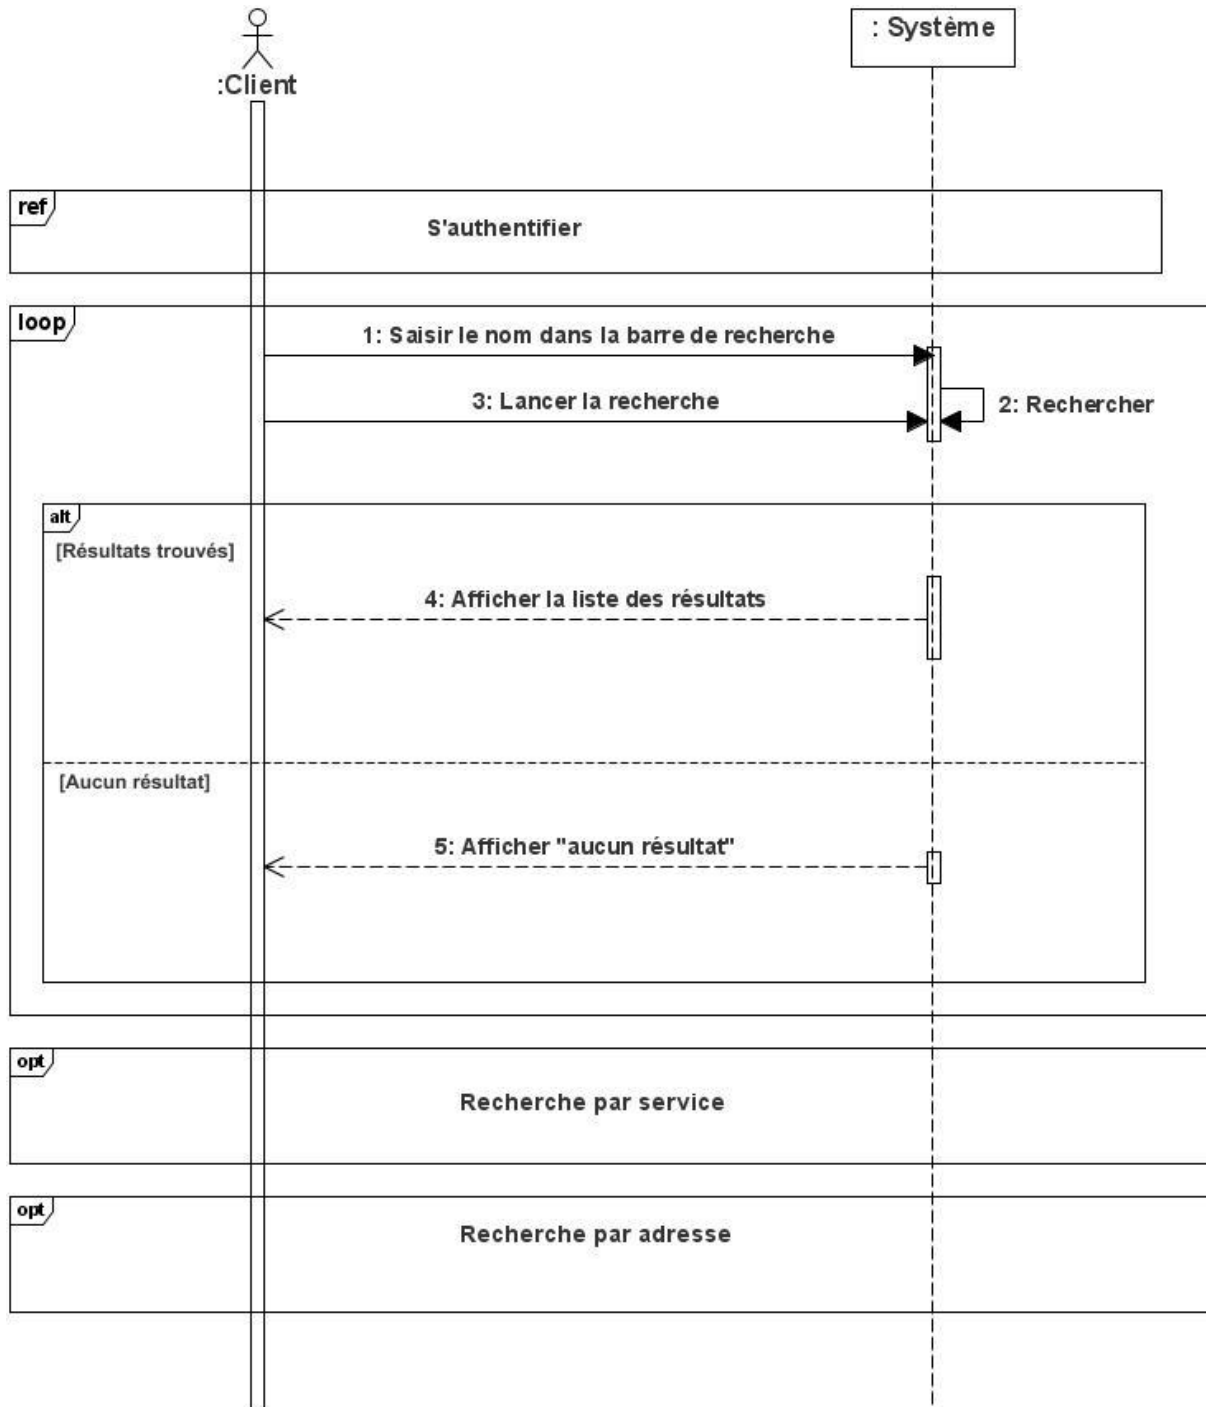 :Client
: Système
ref
S'authentifier
loop
1: Saisir le nom dans la barre de recherche
3: Lancer la recherche
2: Rechercher
alt
[Résultats trouvés]
4: Afficher la liste des résultats
[Aucun résultat]
5: Afficher "aucun résultat"
opt
Recherche par service
opt
Recherche par adresse